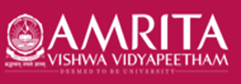 AMRITA
VISHWA VIDYAPEETHAM
DEEMED TO BE UNIVERSITY